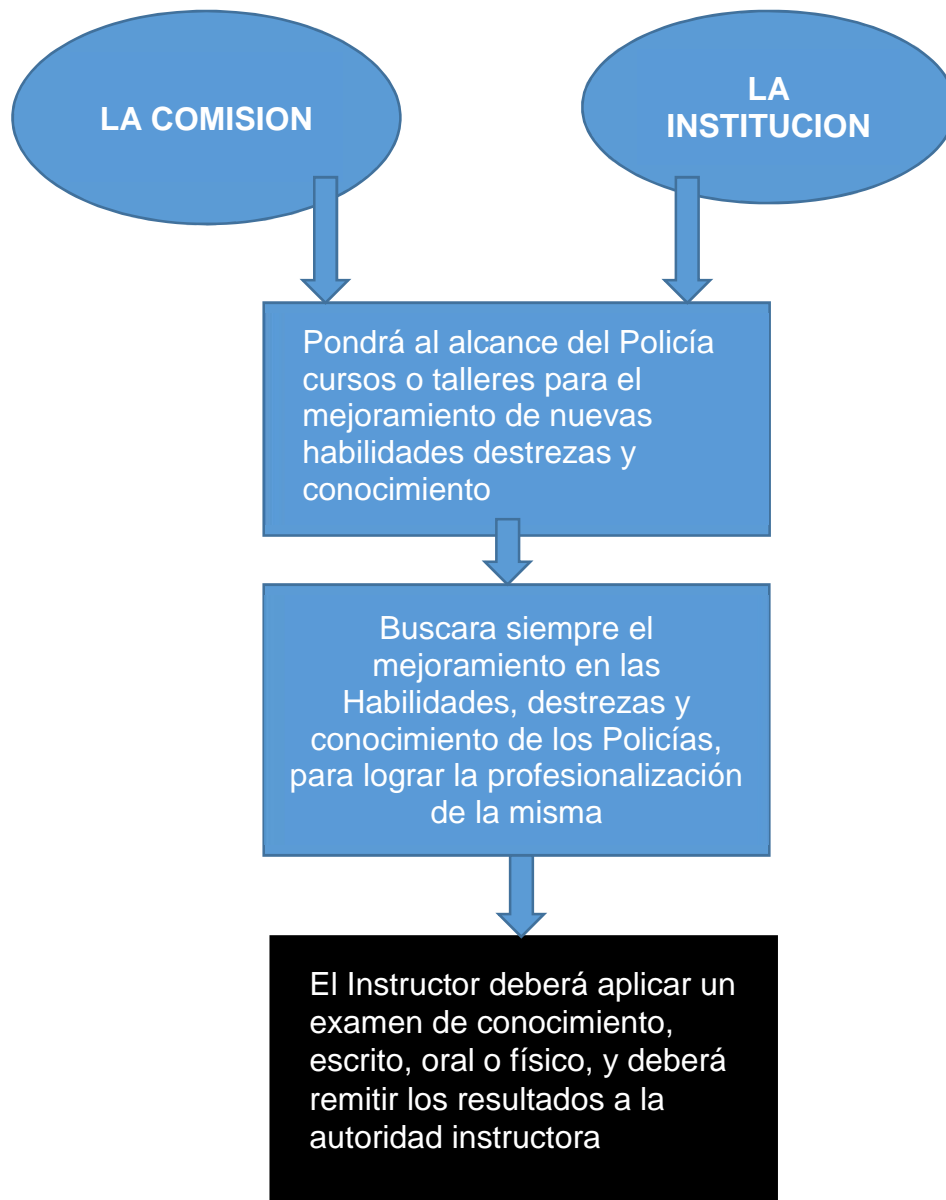 LA COMISION
LA
INSTITUCION
Pondrá al alcance del Policía
cursos o talleres para el
mejoramiento de nuevas
habilidades destrezas y
conocimiento
Buscara siempre el
mejoramiento en las
Habilidades, destrezas y
conocimiento de los Policías,
para lograr la profesionalización
de la misma
El Instructor deberá aplicar un
examen de conocimiento,
escrito, oral o físico, y deberá
remitir los resultados a la
autoridad instructora